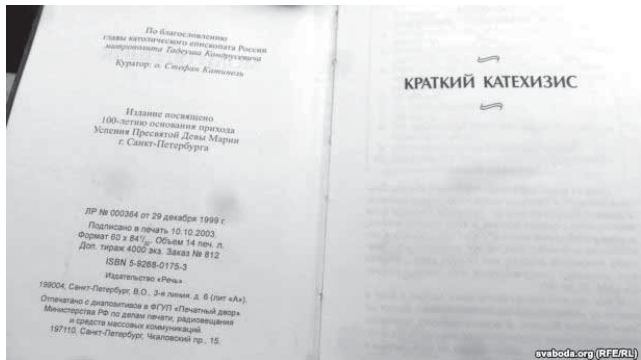 По благословлению
главы католического епископата России
митрополита Тадеуша Кондрусевича
Куратор: о. Стефан Катинель
Издание посвящено
100-летию основания прихода
Успения Пресвятой Девы Марии
г. Санкт-Петербурга
ЛР № 000364 от 29 декабря 1999 г.
Подписано в печать 10.10.2003.
Формат 60 х 84 1/32. Объем 14 печ. л.
Доп. тираж 4000 экз. Заказ № 812
ISBN 5-9268-0175-3
Издательство «Речь»
199004, Санкт-Петербург, В.О., 3-я линия, д. 6 (лит «А»).
Отпечатано с диапозитивов в ФГУП «Печатный двор»
Министерства РФ по делам печати, радиовещания
и средств массовых коммуникаций.
197110, Санкт-Петербург, Чкаловский пр., 15.
КРАТКИЙ КАТЕХИЗИС
svaboda.org (RFE/RL)